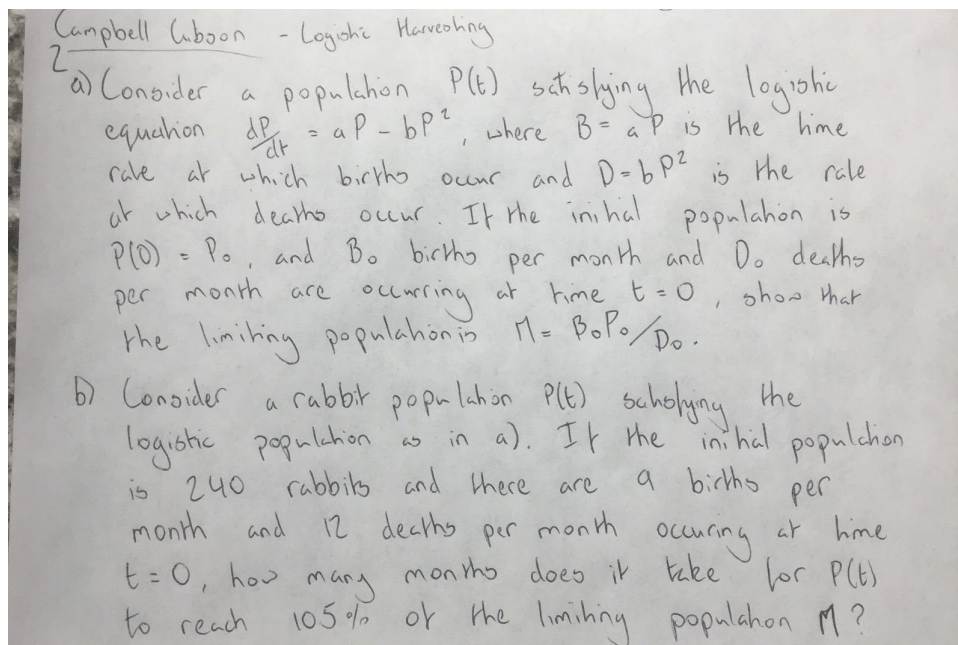 Campbell Gibson - Logistic Harvesting
2
a) Consider a population P(t) satisfying the logistic
equation dP/dt = aP - bP², where B = aP is the time
rate at which births occur and D = bP² is the rate
at which deaths occur. If the initial population is
P(0) = P₀, and B₀ births per month and D₀ deaths
per month are occurring at time t = 0, show that
the limiting population is M = B₀P₀/D₀.
b) Consider a rabbit population P(t) satisfying the
logistic population as in a). If the initial population
is 240 rabbits and there are 9 births per
month and 12 deaths per month occuring at time
t = 0, how many months does it take for P(t)
to reach 105% of the limiting population M?